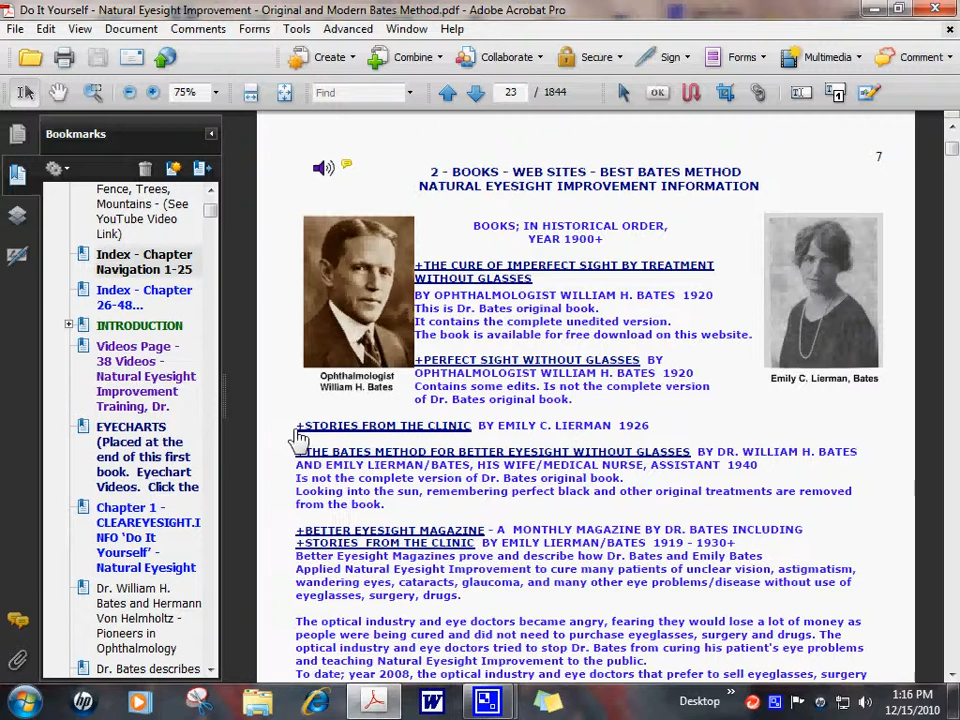 Do It Yourself - Natural Eyesight Improvement - Original and Modern Bates Method.pdf - Adobe Acrobat Pro
File Edit View Document Comments Forms Tools Advanced Window Help
Create Combine Collaborate Secure Sign Forms Multimedia Comment
75% Find 23 / 1844
Bookmarks
Fence, Trees,
Mountains - (See
YouTube Video
Link)
Index - Chapter
Navigation 1-25
Index - Chapter
26-48...
INTRODUCTION
Videos Page -
38 Videos -
Natural Eyesight
Improvement
Training, Dr.
EYECHARTS
(Placed at the
end of this first
book. Eyechart
Videos. Click the
Chapter 1 -
CLEAREYESIGHT.I
NFO 'Do It
Yourself' -
Natural Eyesight
Dr. William H.
Bates and Hermann
Von Helmholtz -
Pioneers in
Ophthalmology
Dr. Bates describes
7
2 - BOOKS - WEB SITES - BEST BATES METHOD
NATURAL EYESIGHT IMPROVEMENT INFORMATION
BOOKS; IN HISTORICAL ORDER,
YEAR 1900+
+THE CURE OF IMPERFECT SIGHT BY TREATMENT
WITHOUT GLASSES
BY OPHTHALMOLOGIST WILLIAM H. BATES 1920
This is Dr. Bates original book.
It contains the complete unedited version.
The book is available for free download on this website.
+PERFECT SIGHT WITHOUT GLASSES BY
OPHTHALMOLOGIST WILLIAM H. BATES 1920
Contains some edits. Is not the complete version
of Dr. Bates original book.
Ophthalmologist
William H. Bates
Emily C. Lierman, Bates
+STORIES FROM THE CLINIC BY EMILY C. LIERMAN 1926
+THE BATES METHOD FOR BETTER EYESIGHT WITHOUT GLASSES BY DR. WILLIAM H. BATES
AND EMILY LIERMAN/BATES, HIS WIFE/MEDICAL NURSE, ASSISTANT 1940
Is not the complete version of Dr. Bates original book.
Looking into the sun, remembering perfect black and other original treatments are removed
from the book.
+BETTER EYESIGHT MAGAZINE - A MONTHLY MAGAZINE BY DR. BATES INCLUDING
+STORIES FROM THE CLINIC BY EMILY LIERMAN/BATES 1919 - 1930+
Better Eyesight Magazines prove and describe how Dr. Bates and Emily Bates
Applied Natural Eyesight Improvement to cure many patients of unclear vision, astigmatism,
wandering eyes, cataracts, glaucoma, and many other eye problems/disease without use of
eyeglasses, surgery, drugs.
The optical industry and eye doctors became angry, fearing they would lose a lot of money as
people were being cured and did not need to purchase eyeglasses, surgery and drugs. The
optical industry and eye doctors tried to stop Dr. Bates from curing his patient's eye problems
and teaching Natural Eyesight Improvement to the public.
To date; year 2008, the optical industry and eye doctors that prefer to sell eyeglasses, surgery
Desktop
1:16 PM
12/15/2010